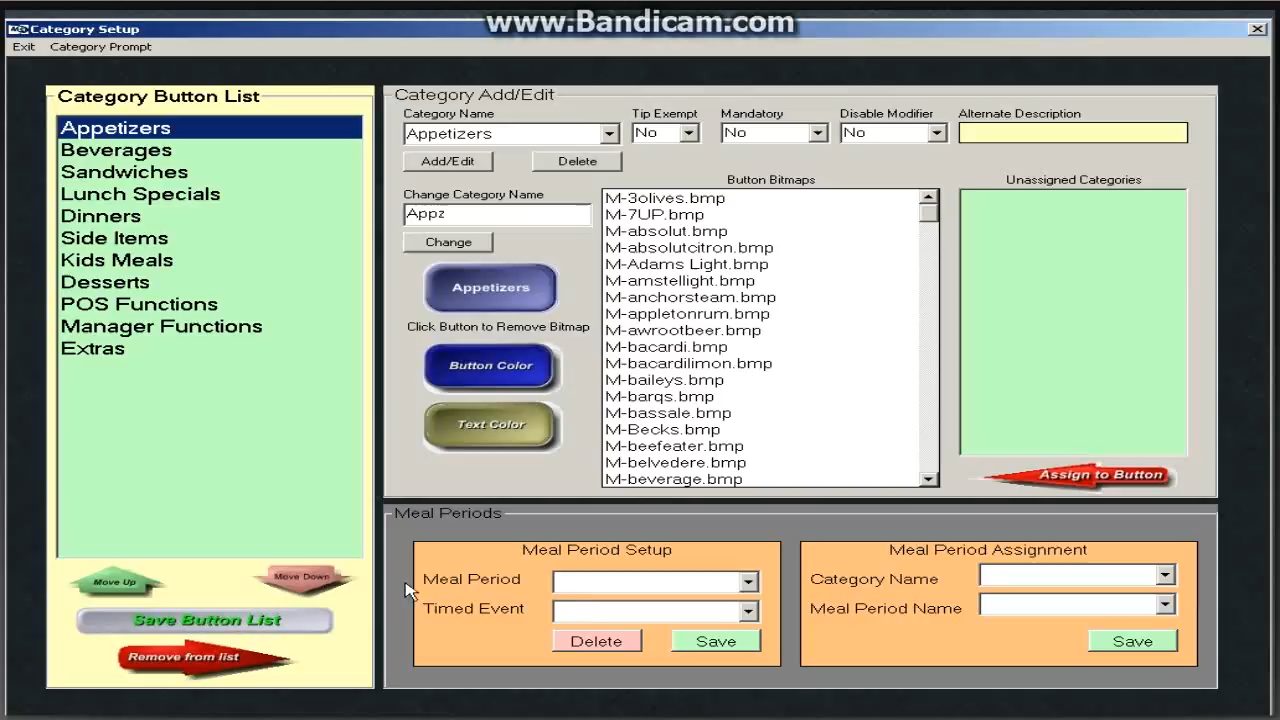 www.Bandicam.com
Category Setup
Exit Category Prompt
Category Button List
Appetizers
Beverages
Sandwiches
Lunch Specials
Dinners
Side Items
Kids Meals
Desserts
POS Functions
Manager Functions
Extras
Move Up Move Down
Save Button List
Remove from list
Category Add/Edit
Category Name Tip Exempt Mandatory Disable Modifier Alternate Description
Appetizers No No No
Add/Edit Delete
Change Category Name
Appz
Change
Appetizers
Click Button to Remove Bitmap
Button Color
Text Color
Button Bitmaps
M-3olives.bmp
M-7UP.bmp
M-absolut.bmp
M-absolutcitron.bmp
M-Adams Light.bmp
M-amstellight.bmp
M-anchorsteam.bmp
M-appletonrum.bmp
M-awrootbeer.bmp
M-bacardi.bmp
M-bacardilimon.bmp
M-baileys.bmp
M-barqs.bmp
M-bassale.bmp
M-Becks.bmp
M-beefeater.bmp
M-belvedere.bmp
M-beverage.bmp
Unassigned Categories
Assign to Button
Meal Periods
Meal Period Setup
Meal Period
Timed Event
Delete Save
Meal Period Assignment
Category Name
Meal Period Name
Save